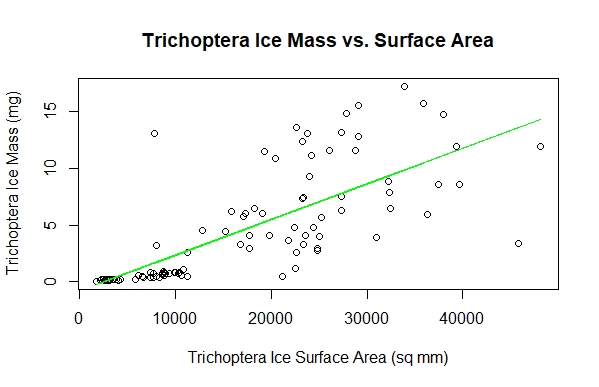 Trichoptera Ice Mass vs. Surface Area
Trichoptera Ice Mass (mg)
15
10
5
0
0 10000 20000 30000 40000
Trichoptera Ice Surface Area (sq mm)